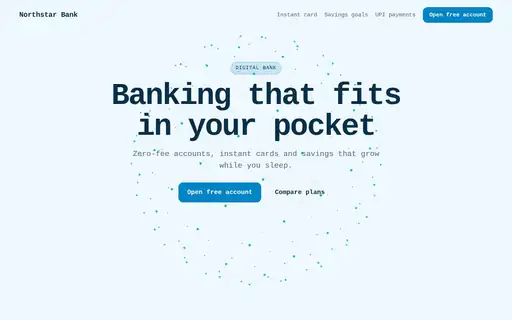 Northstar Bank
Instant card Savings goals UPI payments Open free account
DIGITAL BANK
Banking that fits
in your pocket
Zero-fee accounts, instant cards and savings that grow
while you sleep.
Open free account Compare plans